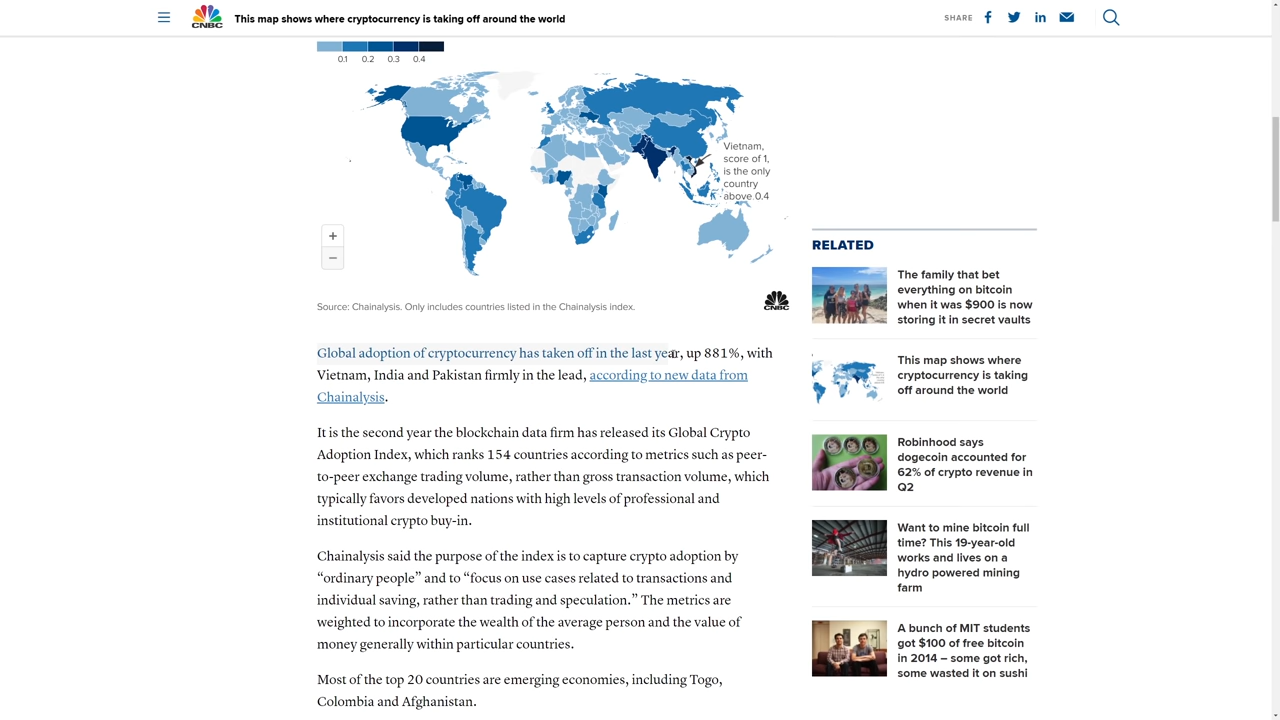 CNBC
This map shows where cryptocurrency is taking off around the world
SHARE
0.1 0.2 0.3 0.4
Vietnam,
score of 1,
is the only
country
above 0.4
+
−
Source: Chainalysis. Only includes countries listed in the Chainalysis index.
CNBC
Global adoption of cryptocurrency has taken off in the last year, up 881%, with
Vietnam, India and Pakistan firmly in the lead, according to new data from
Chainalysis.
It is the second year the blockchain data firm has released its Global Crypto
Adoption Index, which ranks 154 countries according to metrics such as peer-
to-peer exchange trading volume, rather than gross transaction volume, which
typically favors developed nations with high levels of professional and
institutional crypto buy-in.
Chainalysis said the purpose of the index is to capture crypto adoption by
“ordinary people” and to “focus on use cases related to transactions and
individual saving, rather than trading and speculation.” The metrics are
weighted to incorporate the wealth of the average person and the value of
money generally within particular countries.
Most of the top 20 countries are emerging economies, including Togo,
Colombia and Afghanistan.
RELATED
The family that bet
everything on bitcoin
when it was $900 is now
storing it in secret vaults
This map shows where
cryptocurrency is taking
off around the world
Robinhood says
dogecoin accounted for
62% of crypto revenue in
Q2
Want to mine bitcoin full
time? This 19-year-old
works and lives on a
hydro powered mining
farm
A bunch of MIT students
got $100 of free bitcoin
in 2014 – some got rich,
some wasted it on sushi